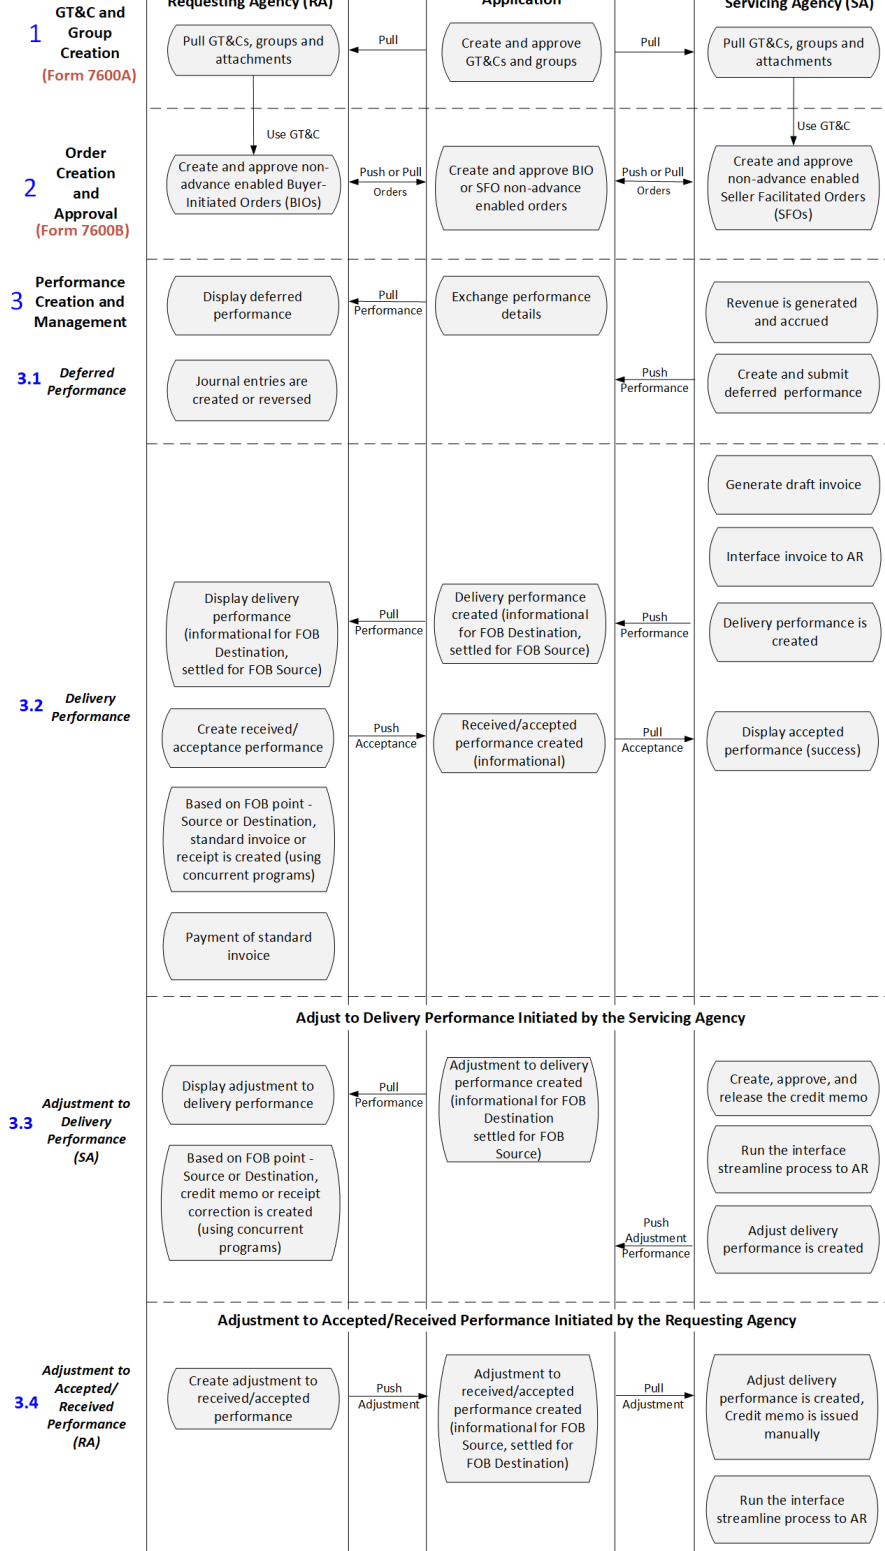 Requesting Agency (RA)
Application
Servicing Agency (SA)
1
GT&C and
Group
Creation
(Form 7600A)
Pull GT&Cs, groups and
attachments
Pull
Create and approve
GT&Cs and groups
Pull
Pull GT&Cs, groups and
attachments
Use GT&C
Use GT&C
2
Order
Creation
and
Approval
(Form 7600B)
Create and approve non-
advance enabled Buyer-
Initiated Orders (BIOs)
Push or Pull
Orders
Create and approve BIO
or SFO non-advance
enabled orders
Push or Pull
Orders
Create and approve
non-advance enabled
Seller Facilitated Orders
(SFOs)
3
Performance
Creation and
Management
Display deferred
performance
Pull
Performance
Exchange performance
details
Revenue is generated
and accrued
3.1
Deferred
Performance
Journal entries are
created or reversed
Push
Performance
Create and submit
deferred performance
Generate draft invoice
Interface invoice to AR
Display delivery
performance
(informational for FOB
Destination,
settled for FOB Source)
Pull
Performance
Delivery performance
created (informational
for FOB Destination,
settled for FOB Source)
Push
Performance
Delivery performance is
created
3.2
Delivery
Performance
Create received/
acceptance performance
Push
Acceptance
Received/accepted
performance created
(informational)
Pull
Acceptance
Display accepted
performance (success)
Based on FOB point -
Source or Destination,
standard invoice or
receipt is created (using
concurrent programs)
Payment of standard
invoice
Adjust to Delivery Performance Initiated by the Servicing Agency
3.3
Adjustment to
Delivery
Performance
(SA)
Display adjustment to
delivery performance
Pull
Performance
Adjustment to delivery
performance created
(informational for FOB
Destination
settled for FOB
Source)
Create, approve, and
release the credit memo
Based on FOB point -
Source or Destination,
credit memo or receipt
correction is created
(using concurrent
programs)
Run the interface
streamline process to AR
Push
Adjustment
Performance
Adjust delivery
performance is created
Adjustment to Accepted/Received Performance Initiated by the Requesting Agency
3.4
Adjustment to
Accepted/
Received
Performance
(RA)
Create adjustment to
received/accepted
performance
Push
Adjustment
Adjustment to
received/accepted
performance created
(informational for FOB
Source, settled for
FOB Destination)
Pull
Adjustment
Adjust delivery
performance is created,
Credit memo is issued
manually
Run the interface
streamline process to AR